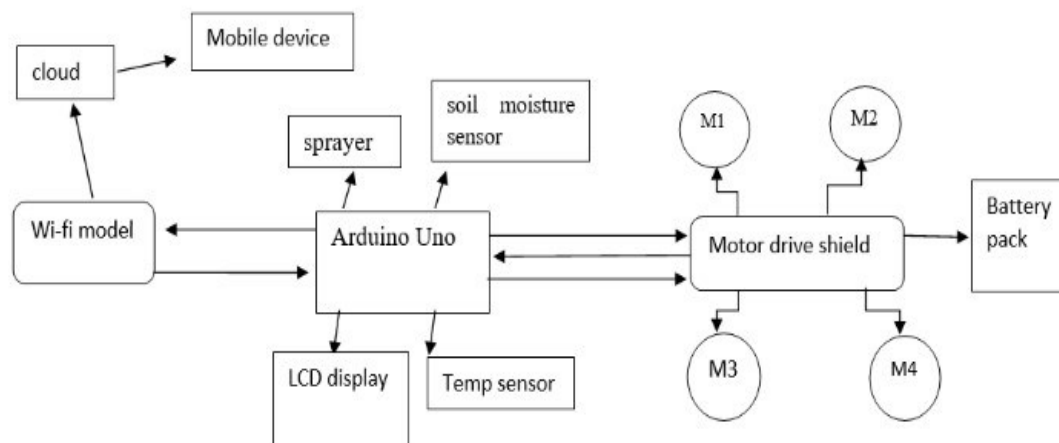 Mobile device
cloud
soil moisture
sensor
sprayer
M1
M2
Wi-fi model
Arduino Uno
Motor drive shield
Battery
pack
LCD display
Temp sensor
M3
M4